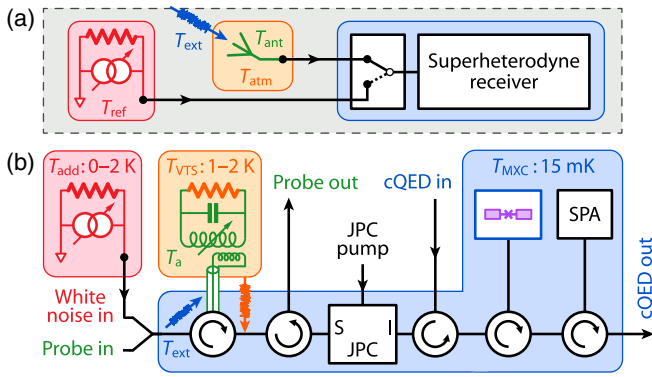 (a)
T_ext
T_ant
T_atm
T_ref
Superheterodyne
receiver
(b)
T_add: 0–2 K
T_VTS: 1–2 K
T_MXC: 15 mK
Probe out
cQED in
JPC
pump
SPA
T_a
White
noise in
Probe in
T_ext
S
I
JPC
cQED out